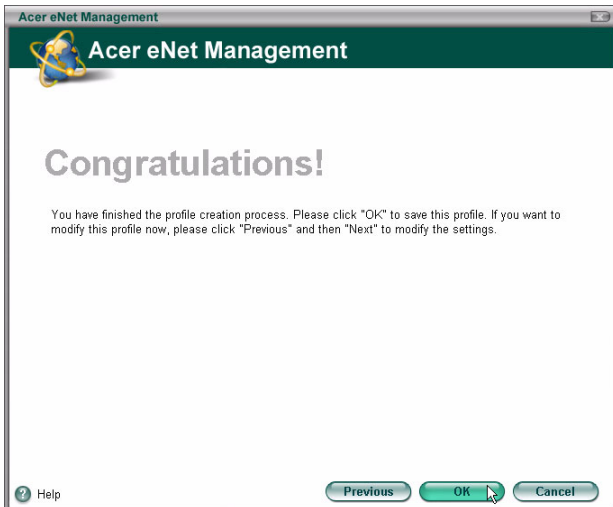 Acer eNet Management
Acer eNet Management
Congratulations!
You have finished the profile creation process. Please click "OK" to save this profile. If you want to
modify this profile now, please click "Previous" and then "Next" to modify the settings.
? Help
Previous OK Cancel